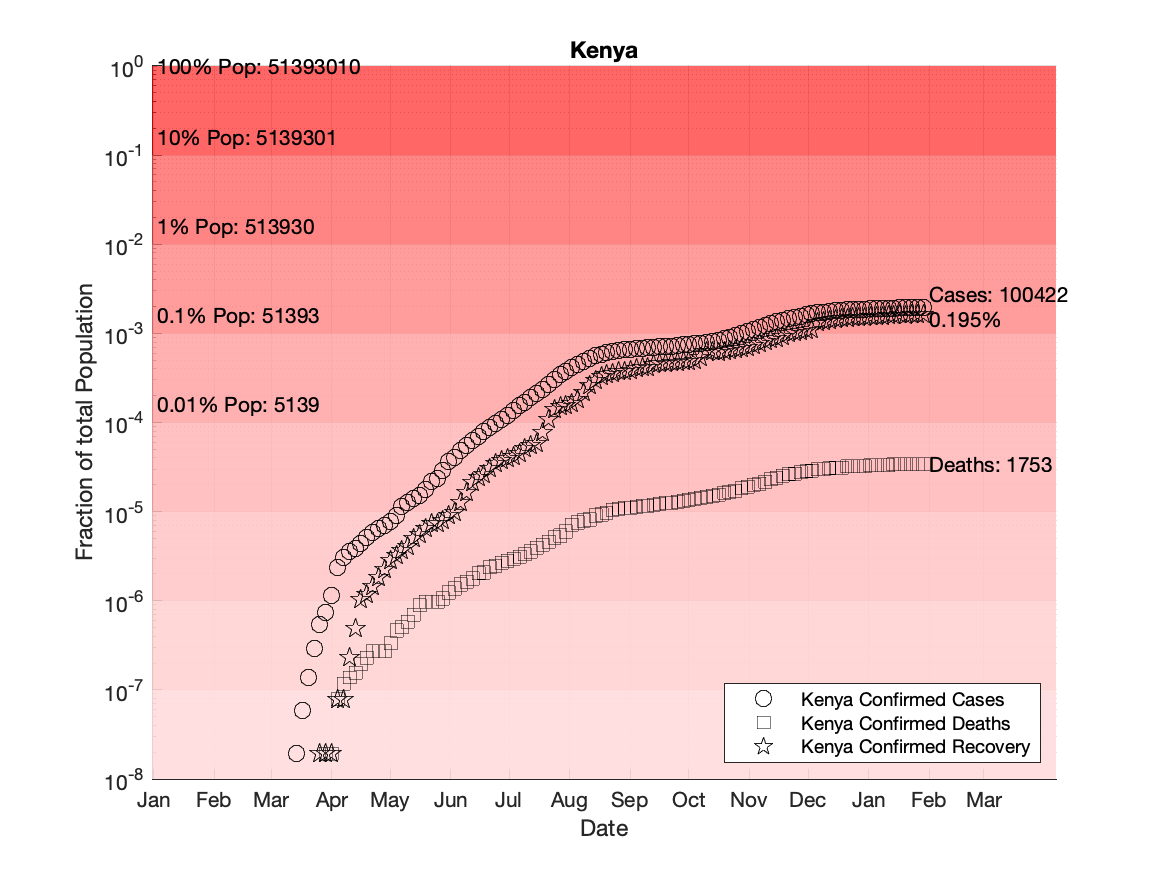 Kenya
10^0
100% Pop: 51393010
10% Pop: 5139301
10^-1
1% Pop: 513930
10^-2
Cases: 100422
0.1% Pop: 51393
0.195%
10^-3
0.01% Pop: 5139
10^-4
Deaths: 1753
10^-5
10^-6
10^-7
10^-8
Fraction of total Population
Kenya Confirmed Cases
Kenya Confirmed Deaths
Kenya Confirmed Recovery
Jan Feb Mar Apr May Jun Jul Aug Sep Oct Nov Dec Jan Feb Mar
Date